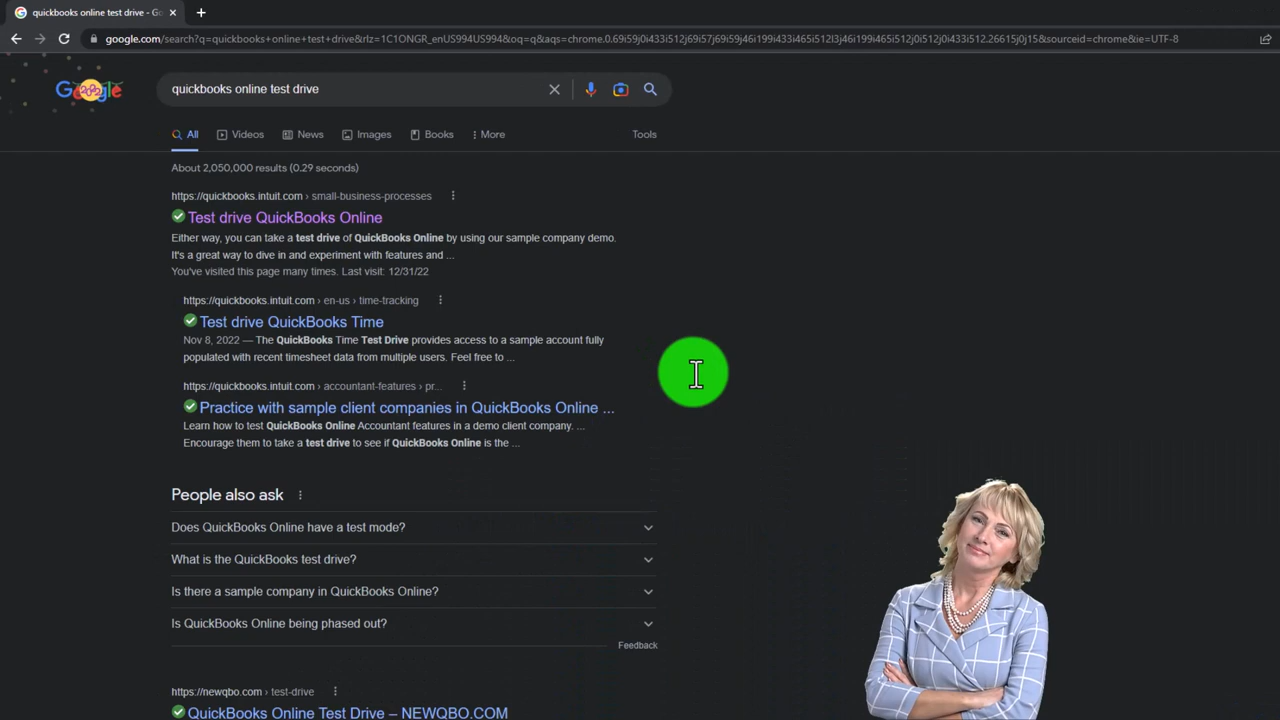 quickbooks online test drive - Go
google.com/search?q=quickbooks+online+test+drive&rlz=1C1ONGR_enUS994US994&oq=q&aqs=chrome.0.69i59j0i433i512j69i57j69i59j46i199i433i465i512l3j46i199i465i512j0i512j0i433i512.26615j0j15&sourceid=chrome&ie=UTF-8
quickbooks online test drive
All Videos News Images Books More Tools
About 2,050,000 results (0.29 seconds)
https://quickbooks.intuit.com › small-business-processes
Test drive QuickBooks Online
Either way, you can take a test drive of QuickBooks Online by using our sample company demo.
It's a great way to dive in and experiment with features and ...
You've visited this page many times. Last visit: 12/31/22
https://quickbooks.intuit.com › en-us › time-tracking
Test drive QuickBooks Time
Nov 8, 2022 — The QuickBooks Time Test Drive provides access to a sample account fully
populated with recent timesheet data from multiple users. Feel free to ...
https://quickbooks.intuit.com › accountant-features › pr...
Practice with sample client companies in QuickBooks Online ...
Learn how to test QuickBooks Online Accountant features in a demo client company. ...
Encourage them to take a test drive to see if QuickBooks Online is the ...
People also ask
Does QuickBooks Online have a test mode?
What is the QuickBooks test drive?
Is there a sample company in QuickBooks Online?
Is QuickBooks Online being phased out?
Feedback
https://newqbo.com › test-drive
QuickBooks Online Test Drive – NEWQBO.COM